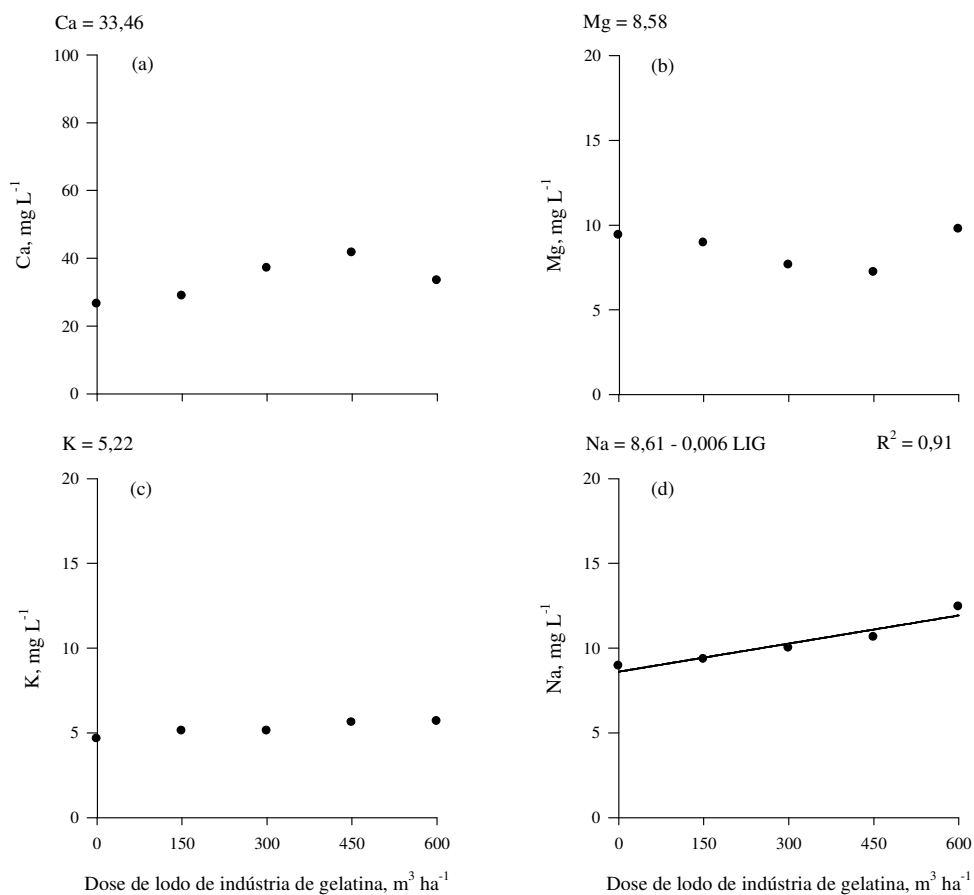 Ca = 33,46
(a)
100
80
60
40
20
0
Ca, mg L⁻¹
Mg = 8,58
(b)
20
15
10
5
0
Mg, mg L⁻¹
K = 5,22
(c)
20
15
10
5
0
K, mg L⁻¹
0 150 300 450 600
Dose de lodo de indústria de gelatina, m³ ha⁻¹
Na = 8,61 - 0,006 LIG R² = 0,91
(d)
20
15
10
5
0
Na, mg L⁻¹
0 150 300 450 600
Dose de lodo de indústria de gelatina, m³ ha⁻¹